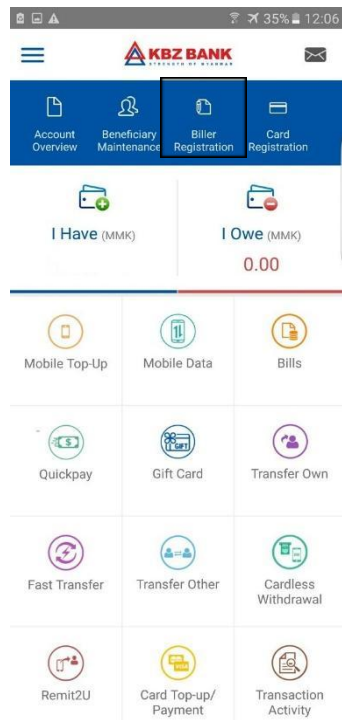 35% 12:06
KBZ BANK
STRENGTH OF MYANMAR
Account Beneficiary Biller Card
Overview Maintenance Registration Registration
I Have (MMK) I Owe (MMK)
0.00
Mobile Top-Up Mobile Data Bills
Quickpay Gift Card Transfer Own
Fast Transfer Transfer Other Cardless
Withdrawal
Remit2U Card Top-up/ Transaction
Payment Activity